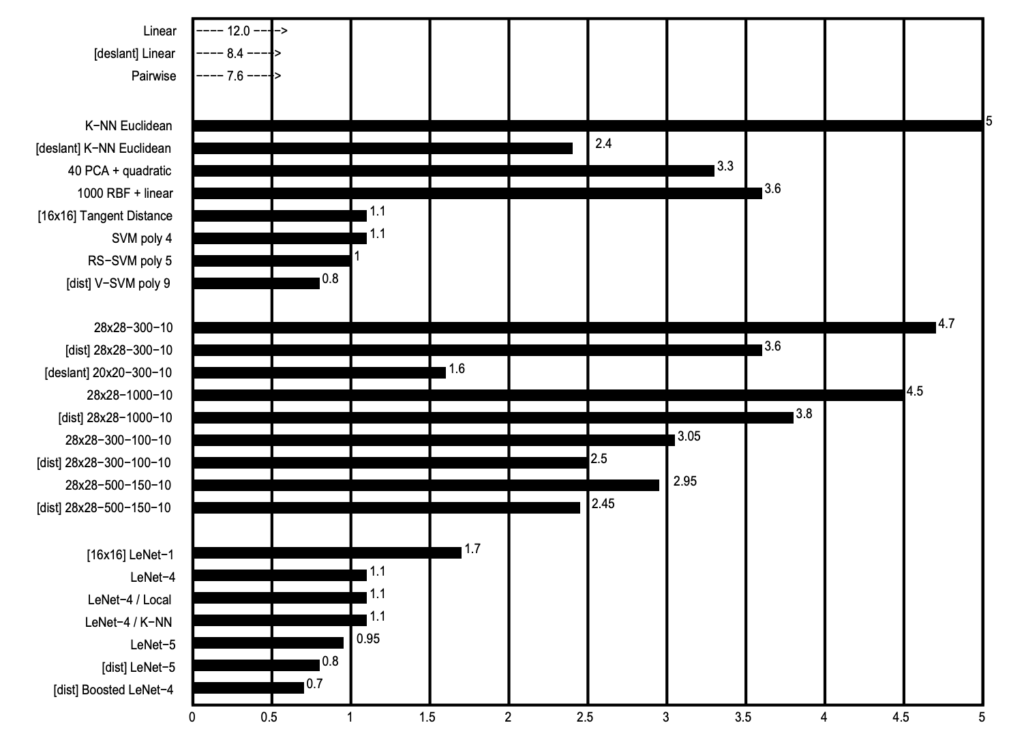 Linear ---- 12.0 ---->
[deslant] Linear ---- 8.4 ---->
Pairwise ---- 7.6 ---->
K−NN Euclidean 5
[deslant] K−NN Euclidean 2.4
40 PCA + quadratic 3.3
1000 RBF + linear 3.6
[16x16] Tangent Distance 1.1
SVM poly 4 1.1
RS−SVM poly 5 1
[dist] V−SVM poly 9 0.8
28x28−300−10 4.7
[dist] 28x28−300−10 3.6
[deslant] 20x20−300−10 1.6
28x28−1000−10 4.5
[dist] 28x28−1000−10 3.8
28x28−300−100−10 3.05
[dist] 28x28−300−100−10 2.5
28x28−500−150−10 2.95
[dist] 28x28−500−150−10 2.45
[16x16] LeNet−1 1.7
LeNet−4 1.1
LeNet−4 / Local 1.1
LeNet−4 / K−NN 1.1
LeNet−5 0.95
[dist] LeNet−5 0.8
[dist] Boosted LeNet−4 0.7
0 0.5 1 1.5 2 2.5 3 3.5 4 4.5 5